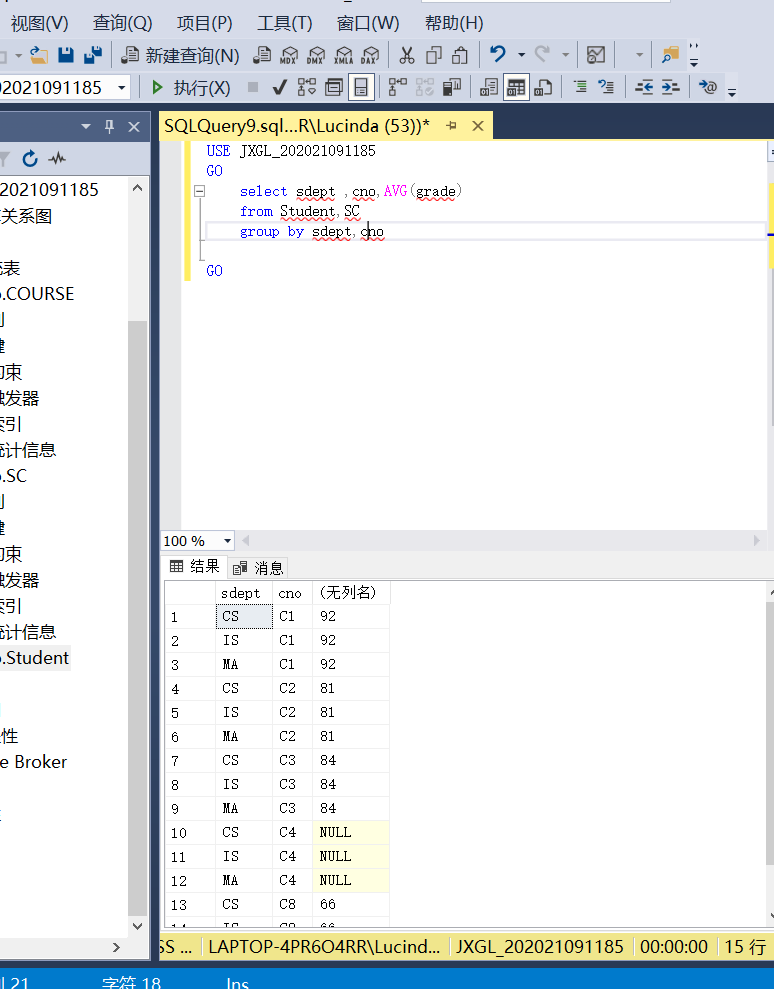 视图(V) 查询(Q) 项目(P) 工具(T) 窗口(W) 帮助(H)
新建查询(N) MDX DMX XMLA DAX
02021091185 执行(X)
SQLQuery9.sql...R\Lucinda (53))*
2021091185
关系图
表
.COURSE
束
触发器
索引
统计信息
.SC
束
触发器
索引
统计信息
.Student
性
e Broker
USE JXGL_202021091185
GO
select sdept ,cno,AVG(grade)
from Student,SC
group by sdept,cno
GO
100 %
结果 消息
sdept cno (无列名)
1 CS C1 92
2 IS C1 92
3 MA C1 92
4 CS C2 81
5 IS C2 81
6 MA C2 81
7 CS C3 84
8 IS C3 84
9 MA C3 84
10 CS C4 NULL
11 IS C4 NULL
12 MA C4 NULL
13 CS C8 66
14 IS C8 66
SS ... LAPTOP-4PR6O4RR\Lucind... JXGL_202021091185 00:00:00 15 行
21 字符 18 Ins